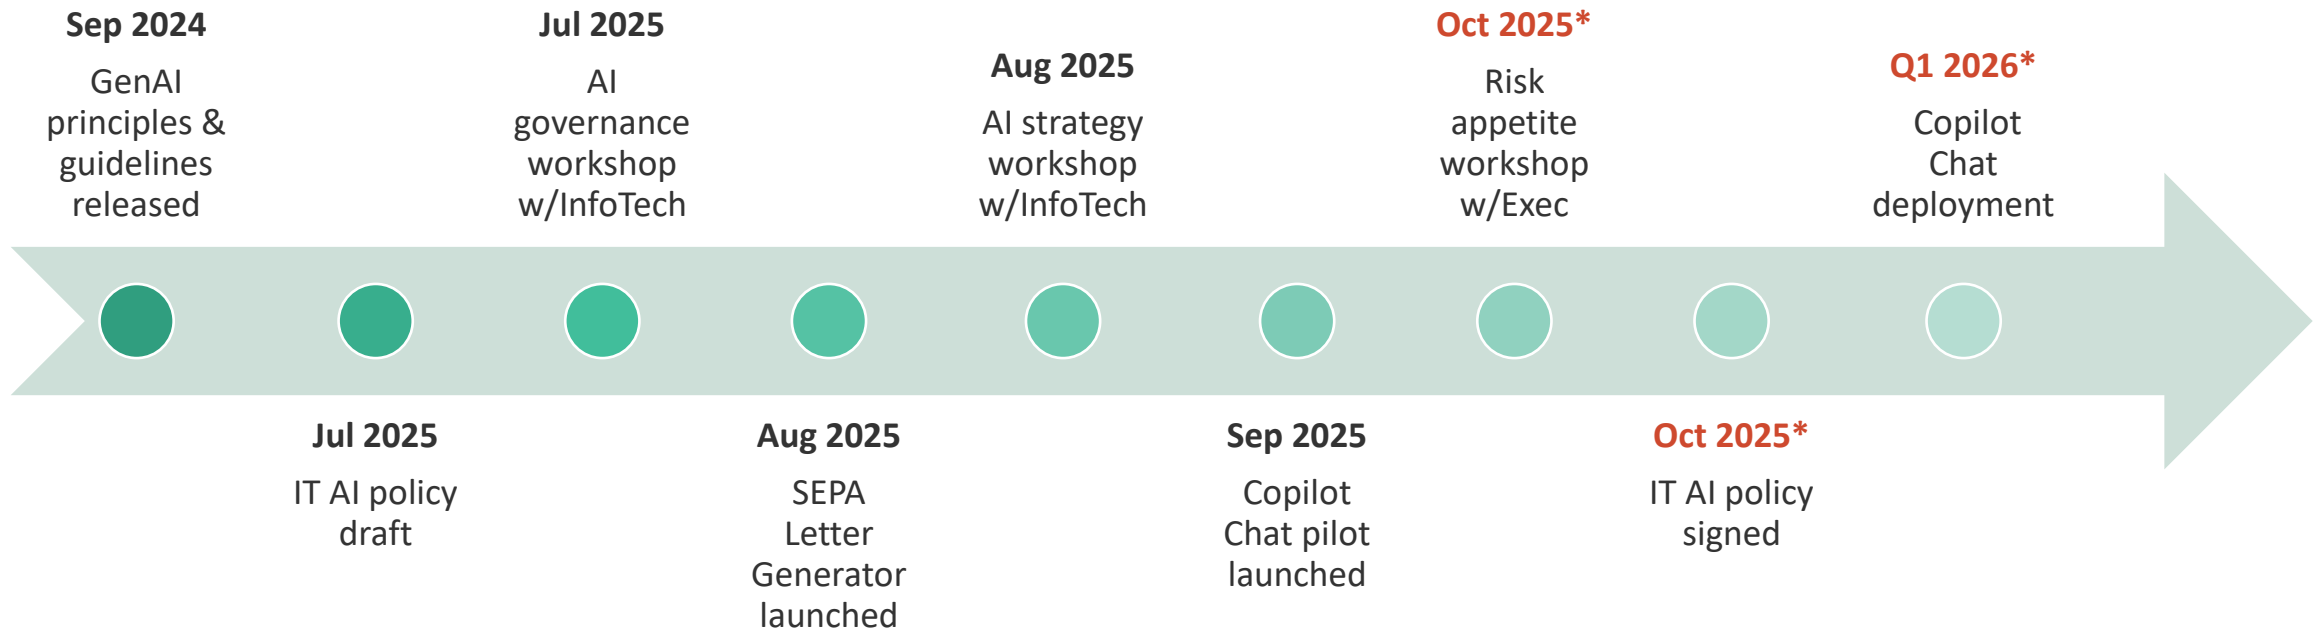 Sep 2024
GenAI
principles &
guidelines
released
Jul 2025
IT AI policy
draft
Jul 2025
AI
governance
workshop
w/InfoTech
Aug 2025
SEPA
Letter
Generator
launched
Aug 2025
AI strategy
workshop
w/InfoTech
Sep 2025
Copilot
Chat pilot
launched
Oct 2025*
Risk
appetite
workshop
w/Exec
Oct 2025*
IT AI policy
signed
Q1 2026*
Copilot
Chat
deployment